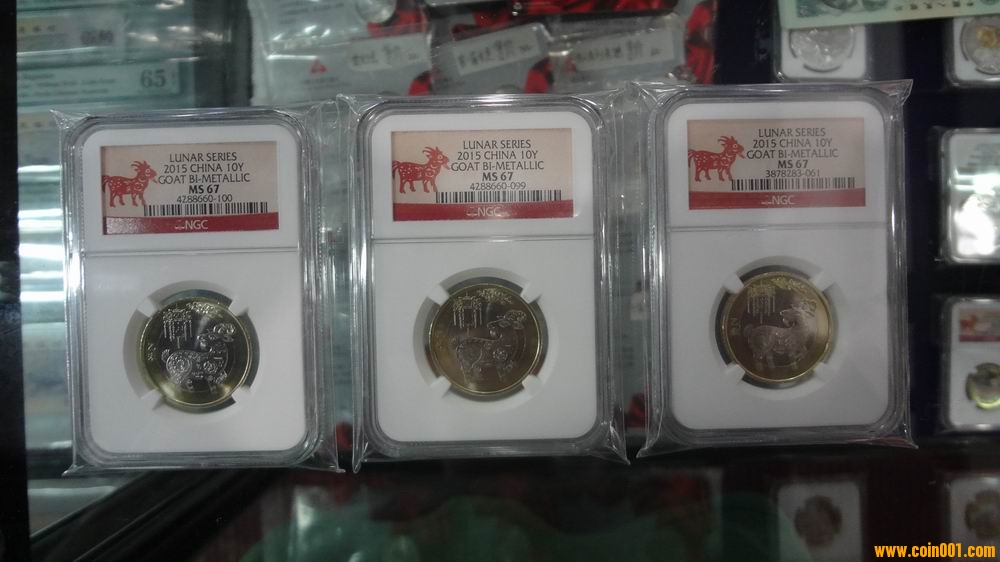 65
LUNAR SERIES
2015 CHINA 10Y
GOAT BI-METALLIC
MS 67
4288660-100
NGC
LUNAR SERIES
2015 CHINA 10Y
GOAT BI-METALLIC
MS 67
4288660-099
NGC
LUNAR SERIES
2015 CHINA 10Y
GOAT BI-METALLIC
MS 67
3878283-061
NGC
www.coin001.com